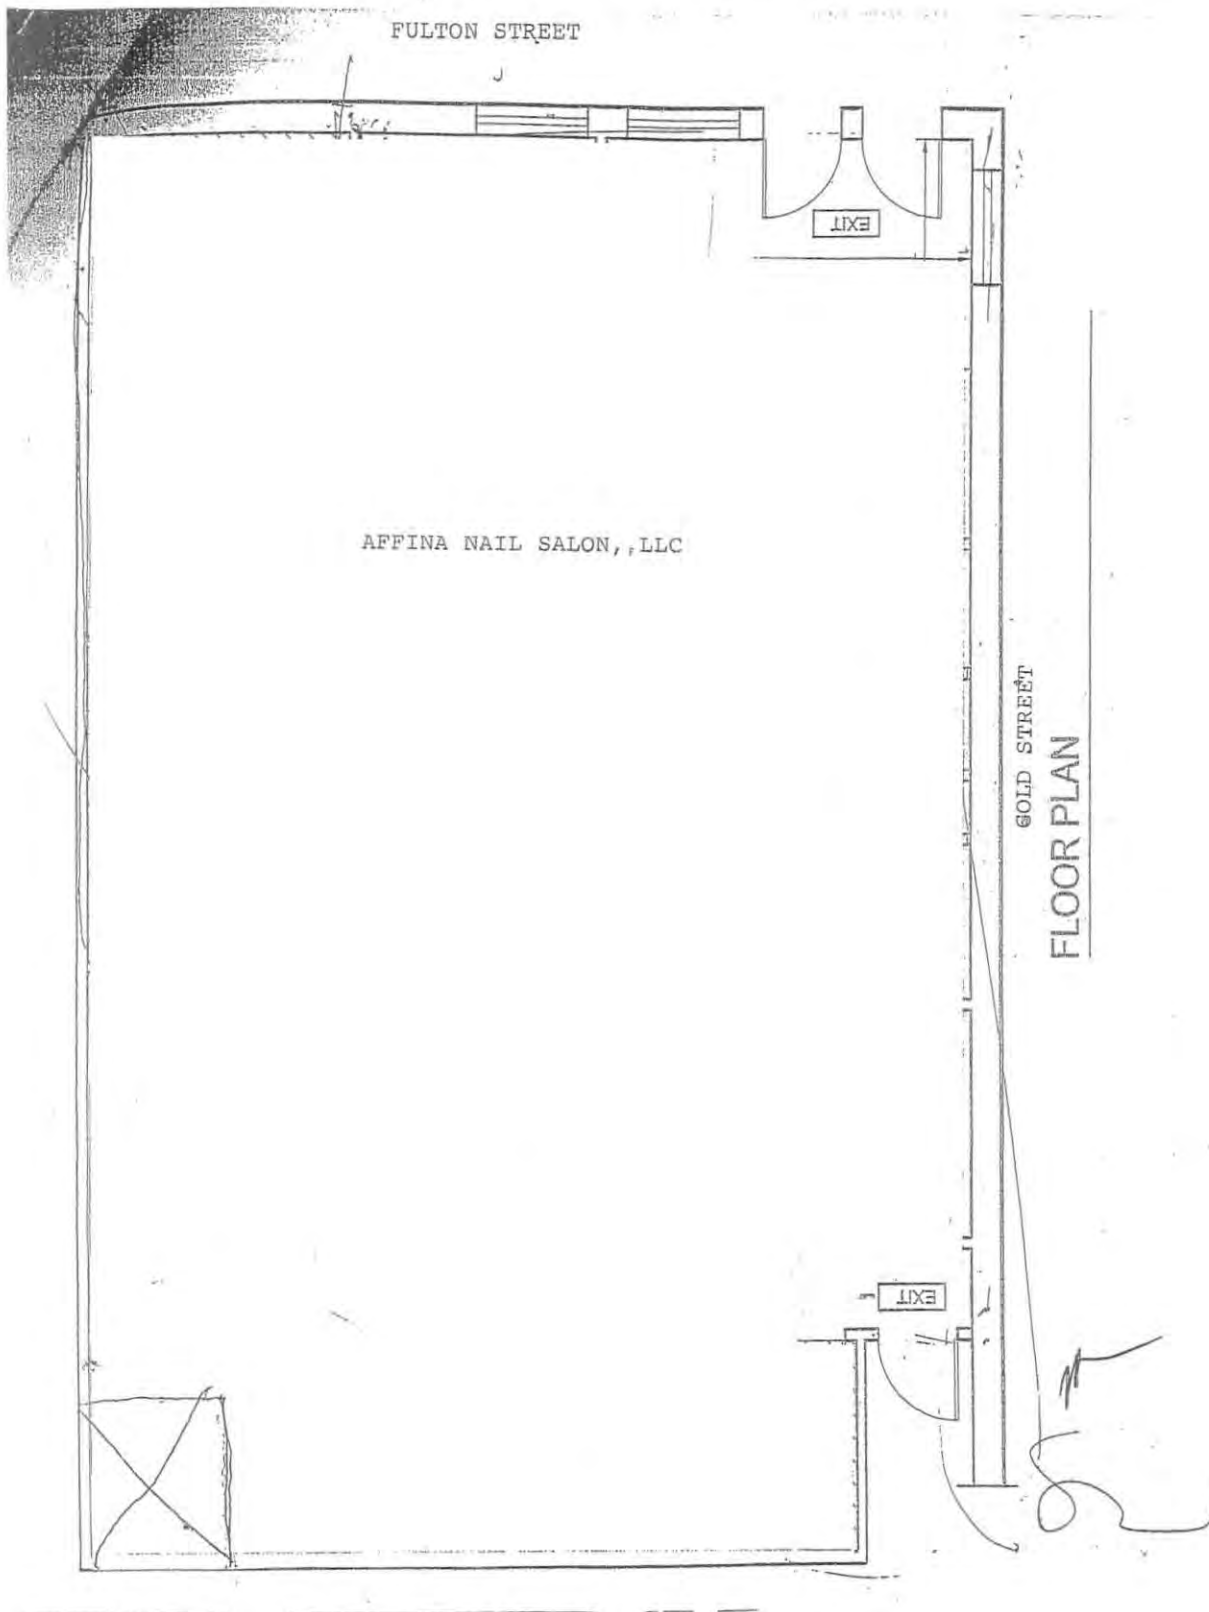 FULTON STREET
EXIT
AFFINA NAIL SALON, LLC
GOLD STREET
FLOOR PLAN
EXIT